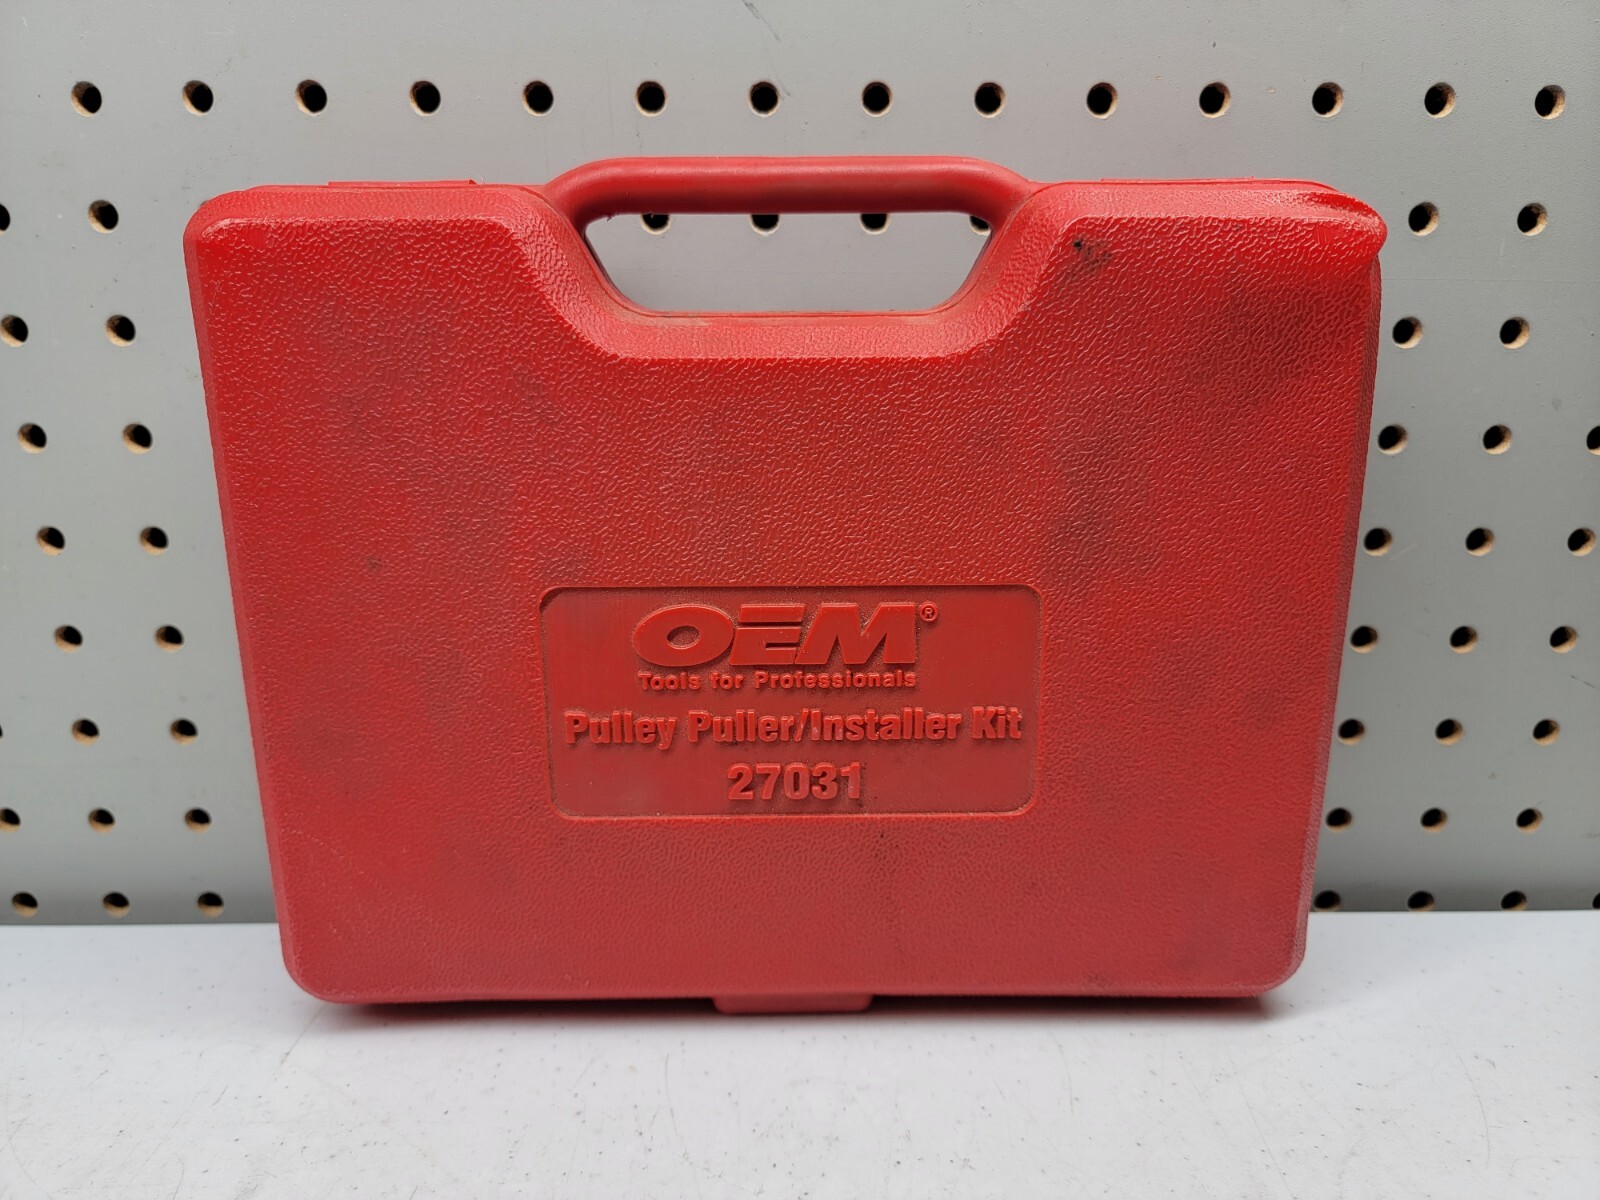 OEM®
Tools for Professionals
Pulley Puller/Installer Kit
27031